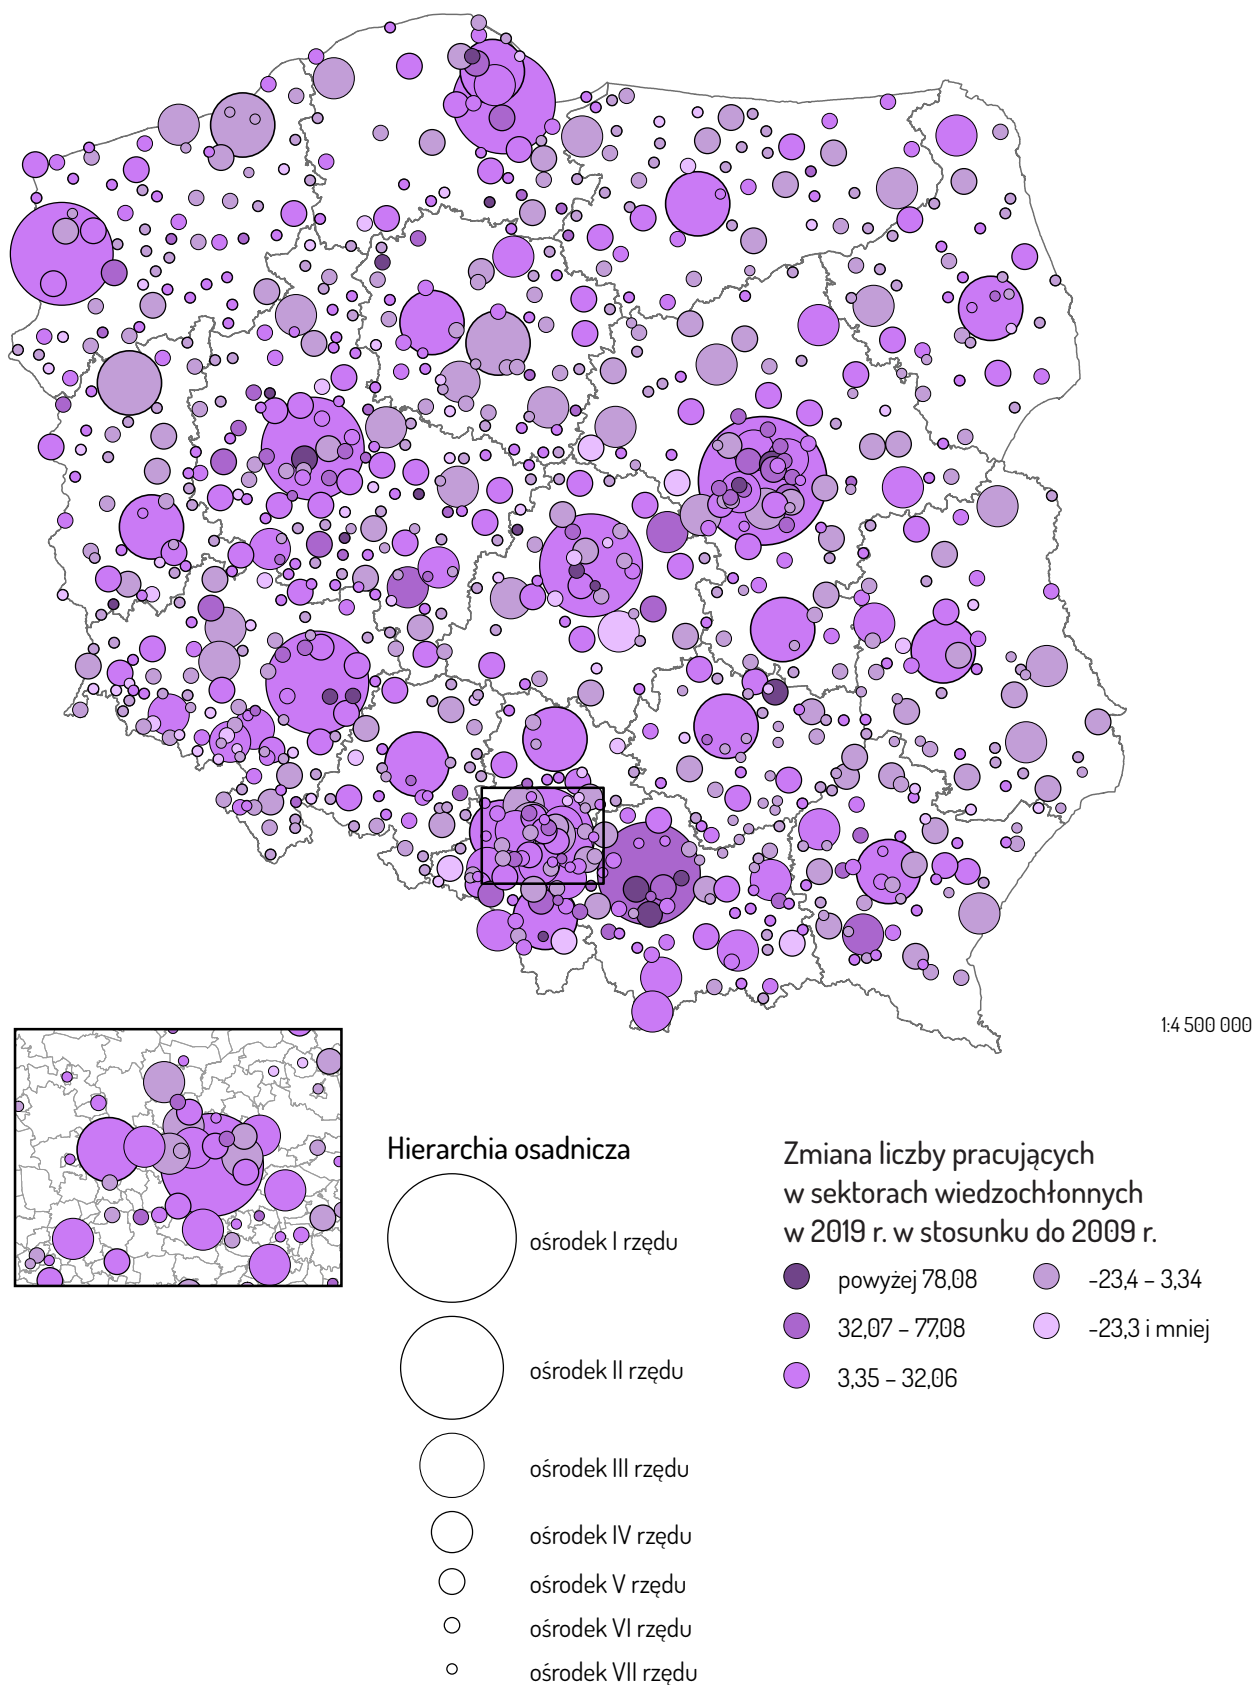 1:4 500 000
Hierarchia osadnicza
ośrodek I rzędu
ośrodek II rzędu
ośrodek III rzędu
ośrodek IV rzędu
ośrodek V rzędu
ośrodek VI rzędu
ośrodek VII rzędu
Zmiana liczby pracujących
w sektorach wiedzochłonnych
w 2019 r. w stosunku do 2009 r.
powyżej 78,08
32,07 – 77,08
3,35 – 32,06
-23,4 – 3,34
-23,3 i mniej